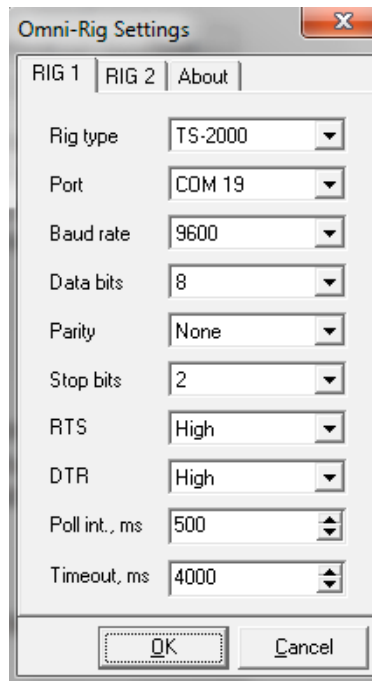 Omni-Rig Settings
RIG 1 RIG 2 About
Rig type TS-2000
Port COM 19
Baud rate 9600
Data bits 8
Parity None
Stop bits 2
RTS High
DTR High
Poll int., ms 500
Timeout, ms 4000
OK Cancel